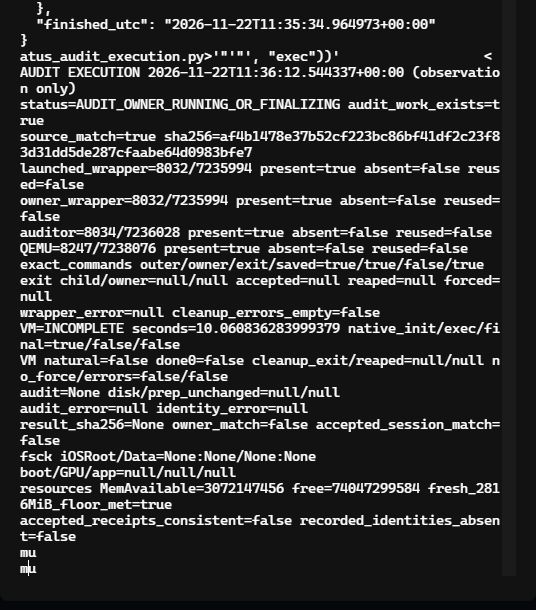 },
  "finished_utc": "2026-11-22T11:35:34.964973+00:00"
}
atus_audit_execution.py>'"'"', "exec"))'                  <
AUDIT EXECUTION 2026-11-22T11:36:12.544337+00:00 (observatio
n only)
status=AUDIT_OWNER_RUNNING_OR_FINALIZING audit_work_exists=t
rue
source_match=true sha256=af4b1478e37b52cf223bc86bf41df2c23f8
3d31dd5de287cfaabe64d0983bfe7
launched_wrapper=8032/7235994 present=true absent=false reus
ed=false
owner_wrapper=8032/7235994 present=true absent=false reused=
false
auditor=8034/7236028 present=true absent=false reused=false
QEMU=8247/7238076 present=true absent=false reused=false
exact_commands outer/owner/exit/saved=true/true/false/true
exit child/owner=null/null accepted=null reaped=null forced=
null
wrapper_error=null cleanup_errors_empty=false
VM=INCOMPLETE seconds=10.060836283999379 native_init/exec/fi
nal=true/false/false
VM natural=false done0=false cleanup_exit/reaped=null/null n
o_force/errors=false/false
audit=None disk/prep_unchanged=null/null
audit_error=null identity_error=null
result_sha256=None owner_match=false accepted_session_match=
false
fsck iOSRoot/Data=None:None/None:None
boot/GPU/app=null/null/null
resources MemAvailable=3072147456 free=74047299584 fresh_281
6MiB_floor_met=true
accepted_receipts_consistent=false recorded_identities_absen
t=false
mu
mu